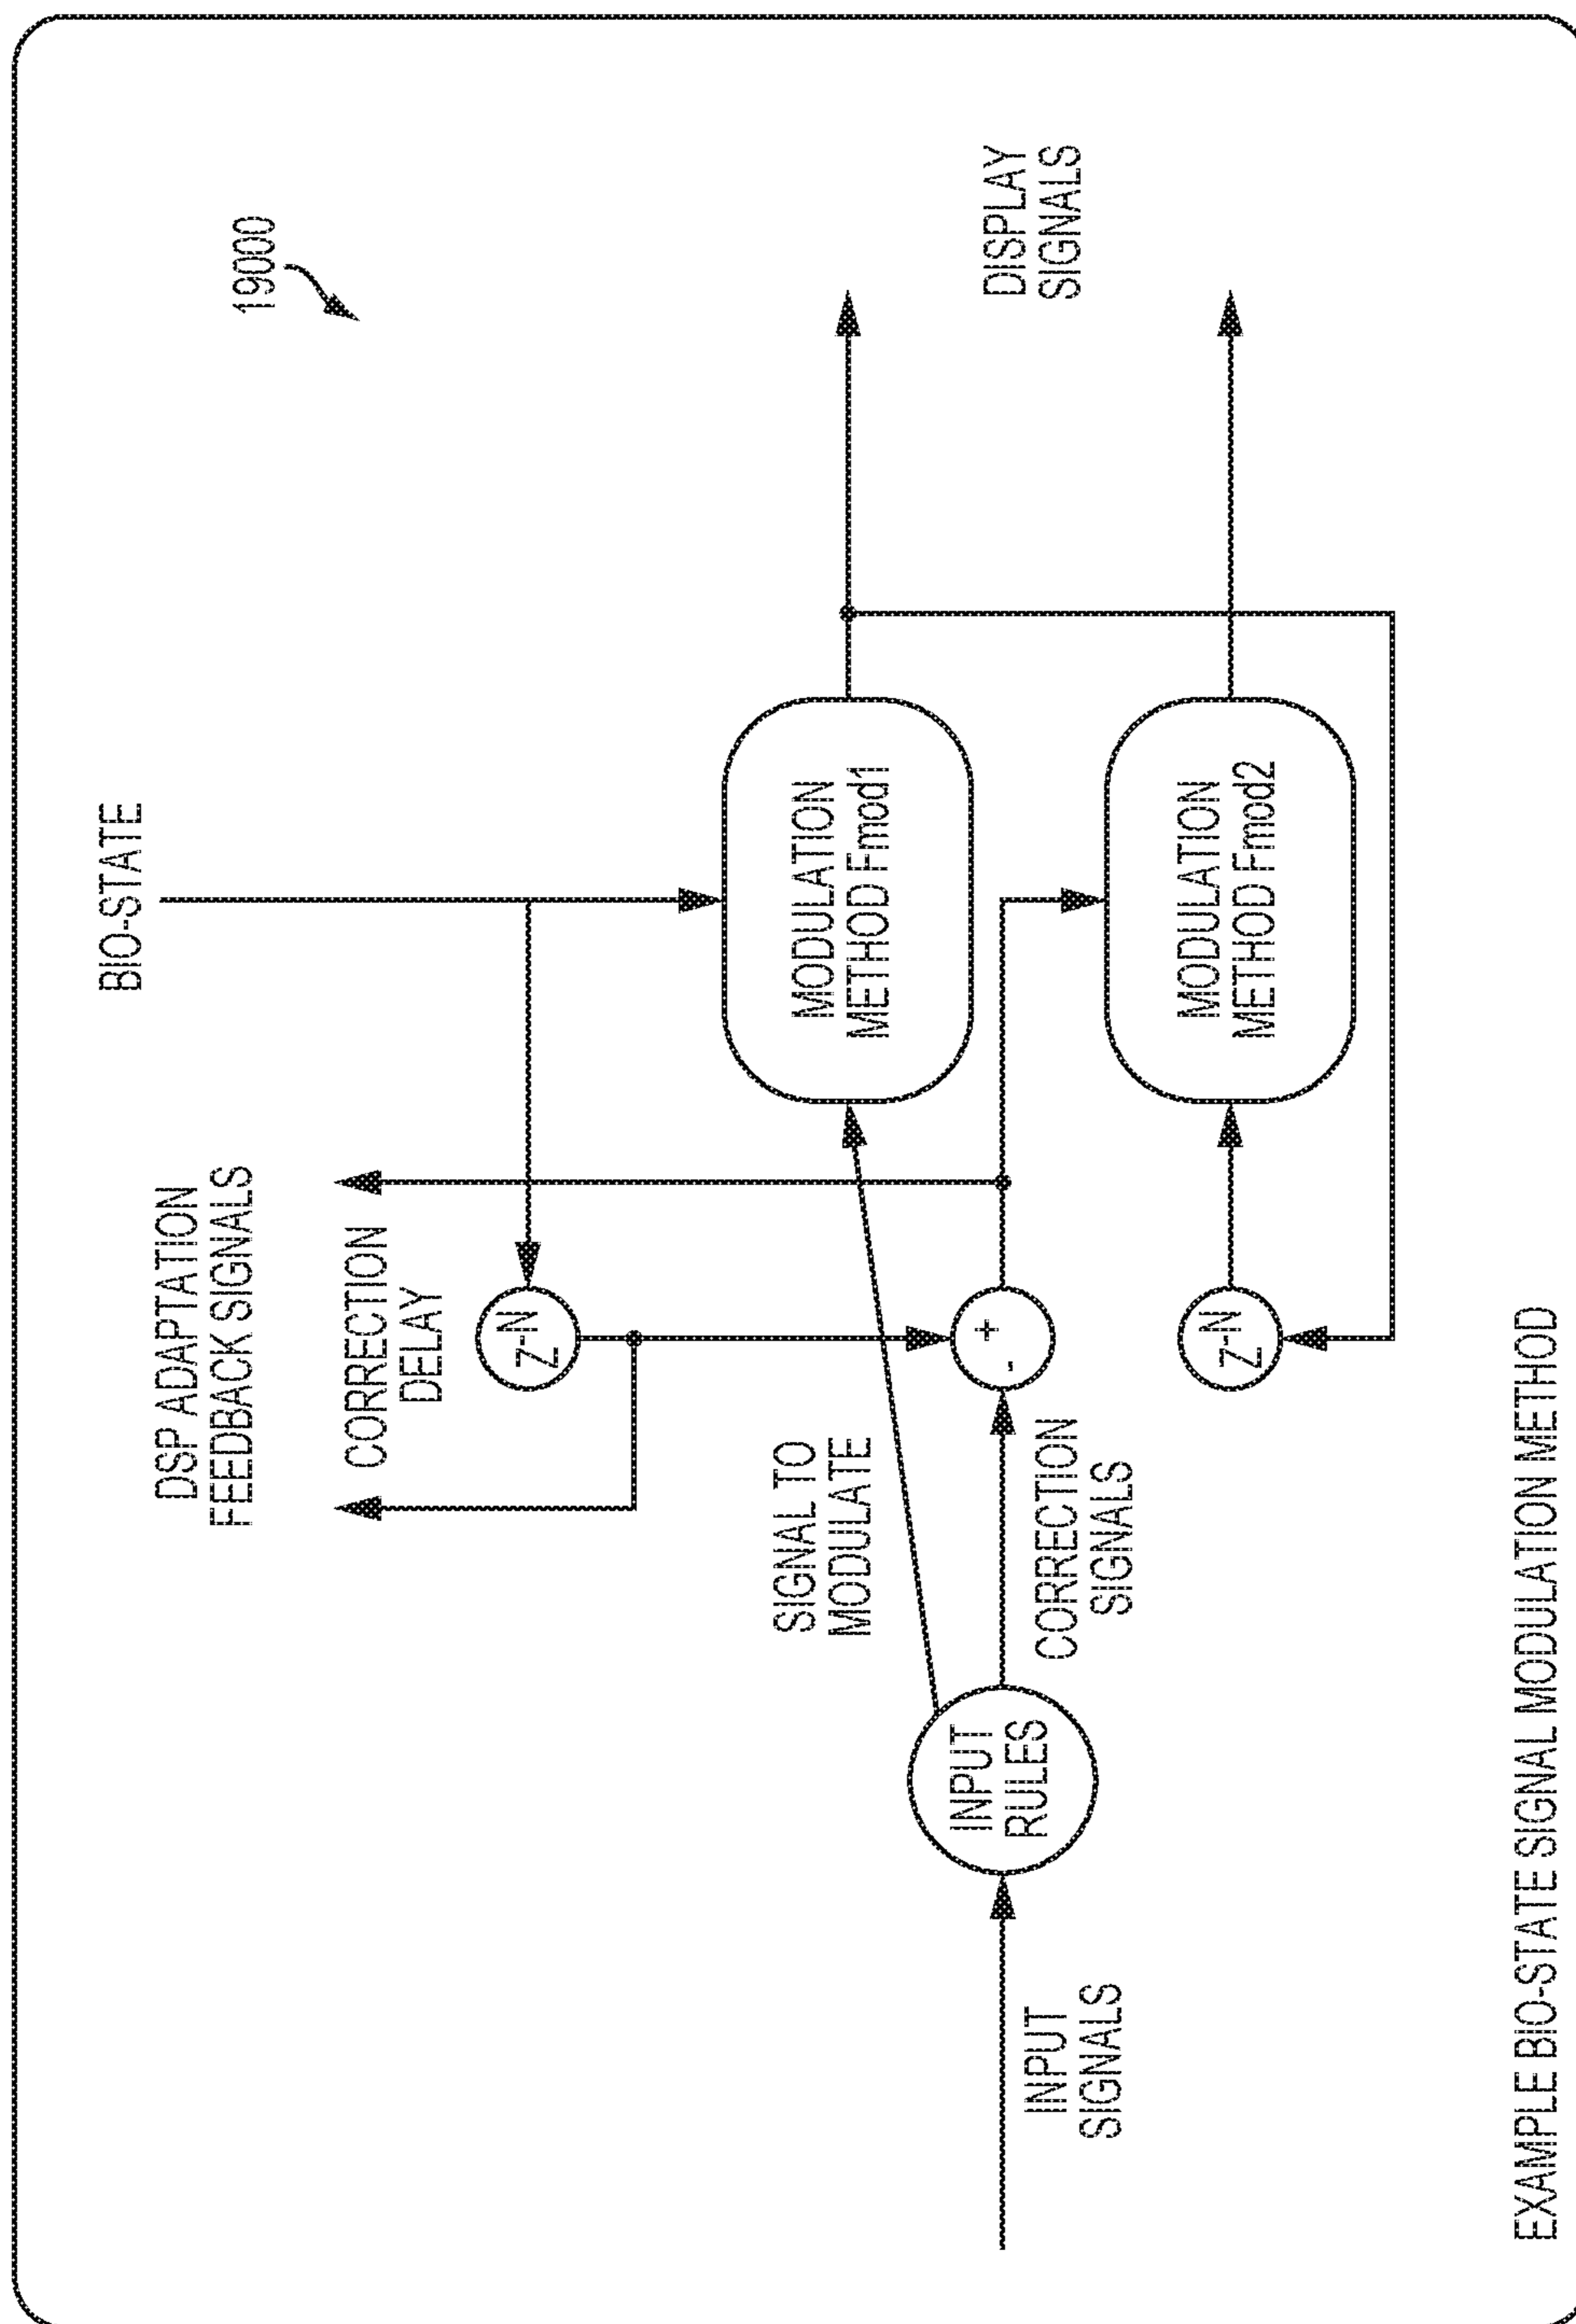 19000
BIO-STATE
DSP ADAPTATION
FEEDBACK SIGNALS
CORRECTION
DELAY
Z-N
SIGNAL TO
MODULATE
MODULATION
METHOD Fmod1
DISPLAY
SIGNALS
INPUT
RULES
- +
CORRECTION
SIGNALS
INPUT
SIGNALS
Z-N
MODULATION
METHOD Fmod2
EXAMPLE BIO-STATE SIGNAL MODULATION METHOD